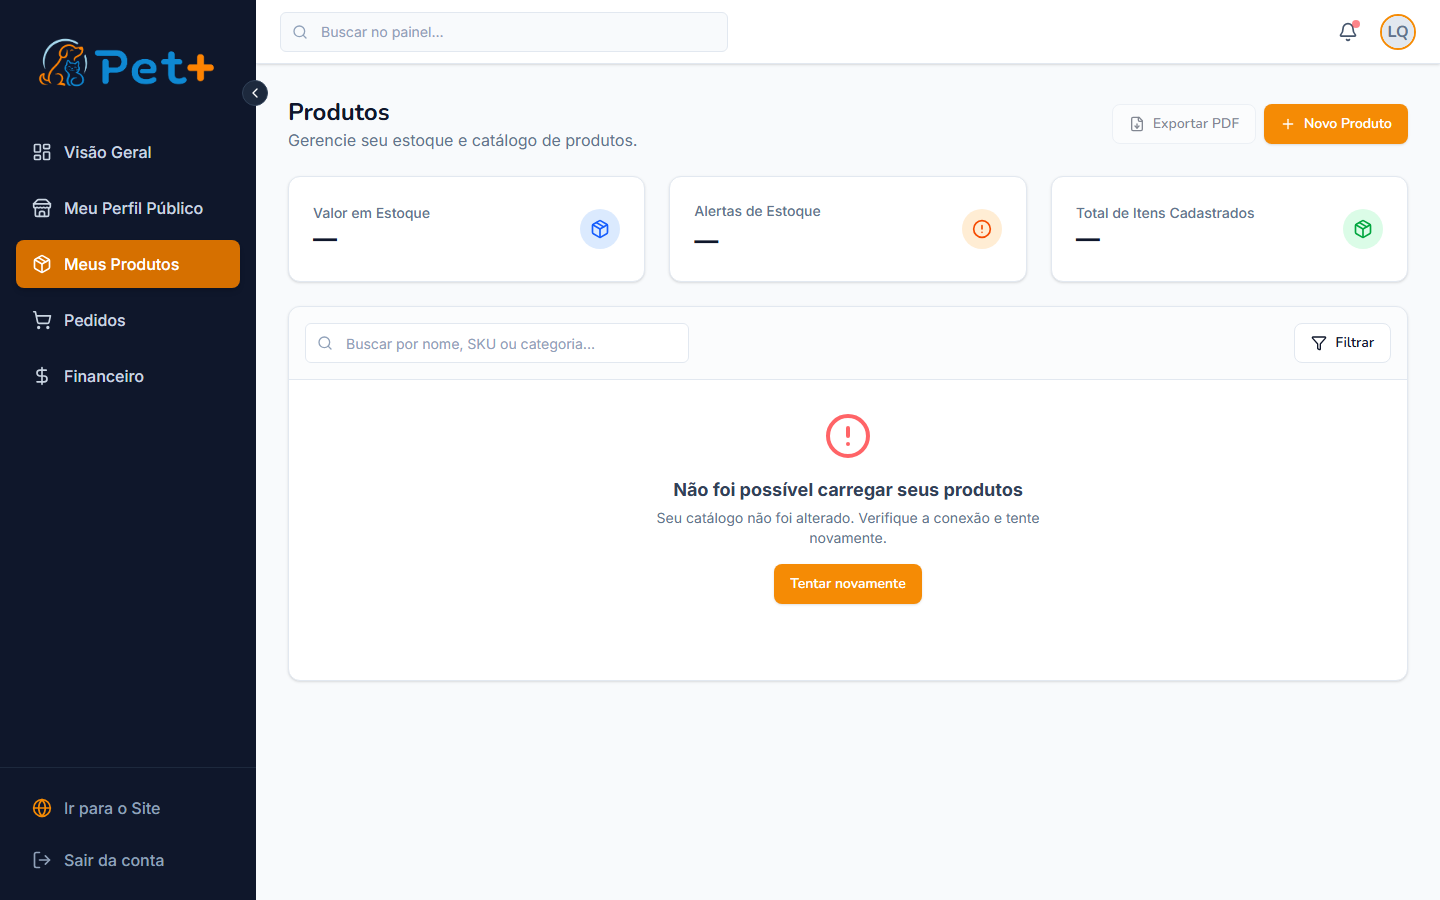 Pet+
Buscar no painel...
LQ
Visão Geral
Meu Perfil Público
Meus Produtos
Pedidos
Financeiro
Ir para o Site
Sair da conta
Produtos
Gerencie seu estoque e catálogo de produtos.
Exportar PDF
Novo Produto
Valor em Estoque
—
Alertas de Estoque
—
Total de Itens Cadastrados
—
Buscar por nome, SKU ou categoria...
Filtrar
Não foi possível carregar seus produtos
Seu catálogo não foi alterado. Verifique a conexão e tente
novamente.
Tentar novamente